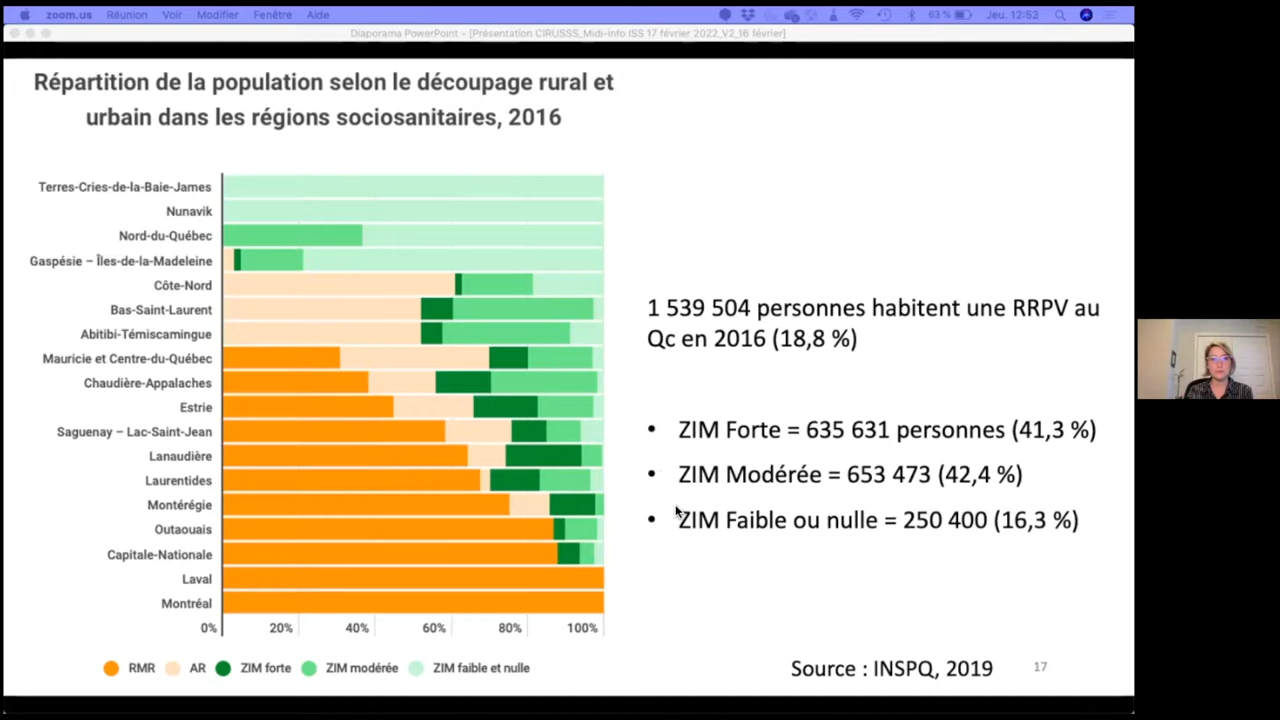 zoom.us Réunion Voir Modifier Fenêtre Aide 63 % Jeu. 12:52
Diaporama PowerPoint - [Présentation CIRUSSS_Midi-info ISS 17 février 2022_V2_16 février]
Répartition de la population selon le découpage rural et
urbain dans les régions sociosanitaires, 2016
Terres-Cries-de-la-Baie-James
Nunavik
Nord-du-Québec
Gaspésie – Îles-de-la-Madeleine
Côte-Nord
Bas-Saint-Laurent
Abitibi-Témiscamingue
Mauricie et Centre-du-Québec
Chaudière-Appalaches
Estrie
Saguenay – Lac-Saint-Jean
Lanaudière
Laurentides
Montérégie
Outaouais
Capitale-Nationale
Laval
Montréal
0% 20% 40% 60% 80% 100%
RMR AR ZIM forte ZIM modérée ZIM faible et nulle
1 539 504 personnes habitent une RRPV au
Qc en 2016 (18,8 %)
• ZIM Forte = 635 631 personnes (41,3 %)
• ZIM Modérée = 653 473 (42,4 %)
• ZIM Faible ou nulle = 250 400 (16,3 %)
Source : INSPQ, 2019
17